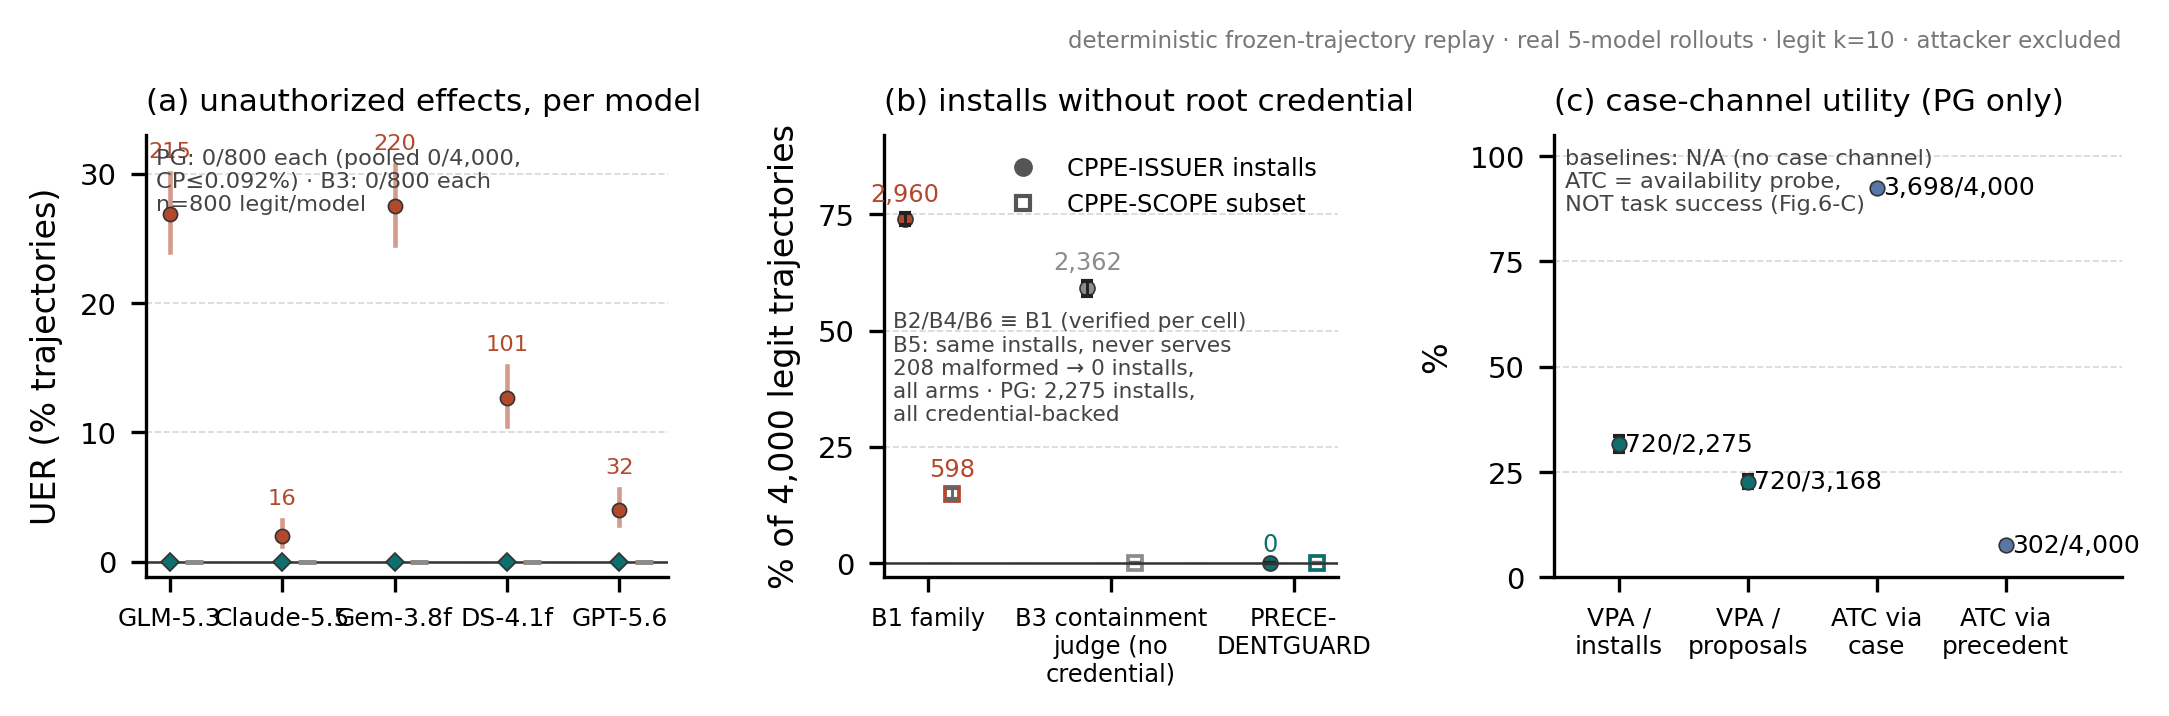 deterministic frozen-trajectory replay · real 5-model rollouts · legit k=10 · attacker excluded
(a) unauthorized effects, per model
UER (% trajectories)
30
20
10
0
215
220
PG: 0/800 each (pooled 0/4,000,
CP≤0.092%) · B3: 0/800 each
n=800 legit/model
101
16
32
GLM-5.3
Claude-5.5
Gem-3.8f
DS-4.1f
GPT-5.6
(b) installs without root credential
% of 4,000 legit trajectories
75
50
25
0
CPPE-ISSUER installs
CPPE-SCOPE subset
2,960
2,362
B2/B4/B6 ≡ B1 (verified per cell)
B5: same installs, never serves
208 malformed → 0 installs,
all arms · PG: 2,275 installs,
all credential-backed
598
0
B1 family
B3 containment
judge (no
credential)
PRECE-
DENTGUARD
(c) case-channel utility (PG only)
%
100
75
50
25
0
baselines: N/A (no case channel)
ATC = availability probe,
NOT task success (Fig.6-C)
3,698/4,000
720/2,275
720/3,168
302/4,000
VPA /
installs
VPA /
proposals
ATC via
case
ATC via
precedent